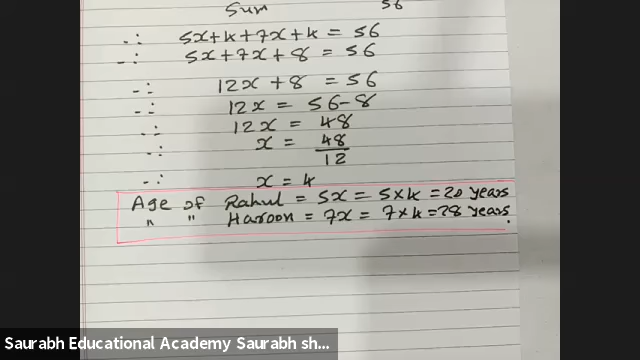 Sum 56
∴ 5x+4+7x+4 = 56
∴ 5x+7x+8 = 56
∴ 12x+8 = 56
∴ 12x = 56-8
∴ 12x = 48
∴ x = 48
12
∴ x = 4
Age of Rahul = 5x = 5×4 = 20 years
" " Haroon = 7x = 7×4 = 28 years.
Saurabh Educational Academy Saurabh sh...